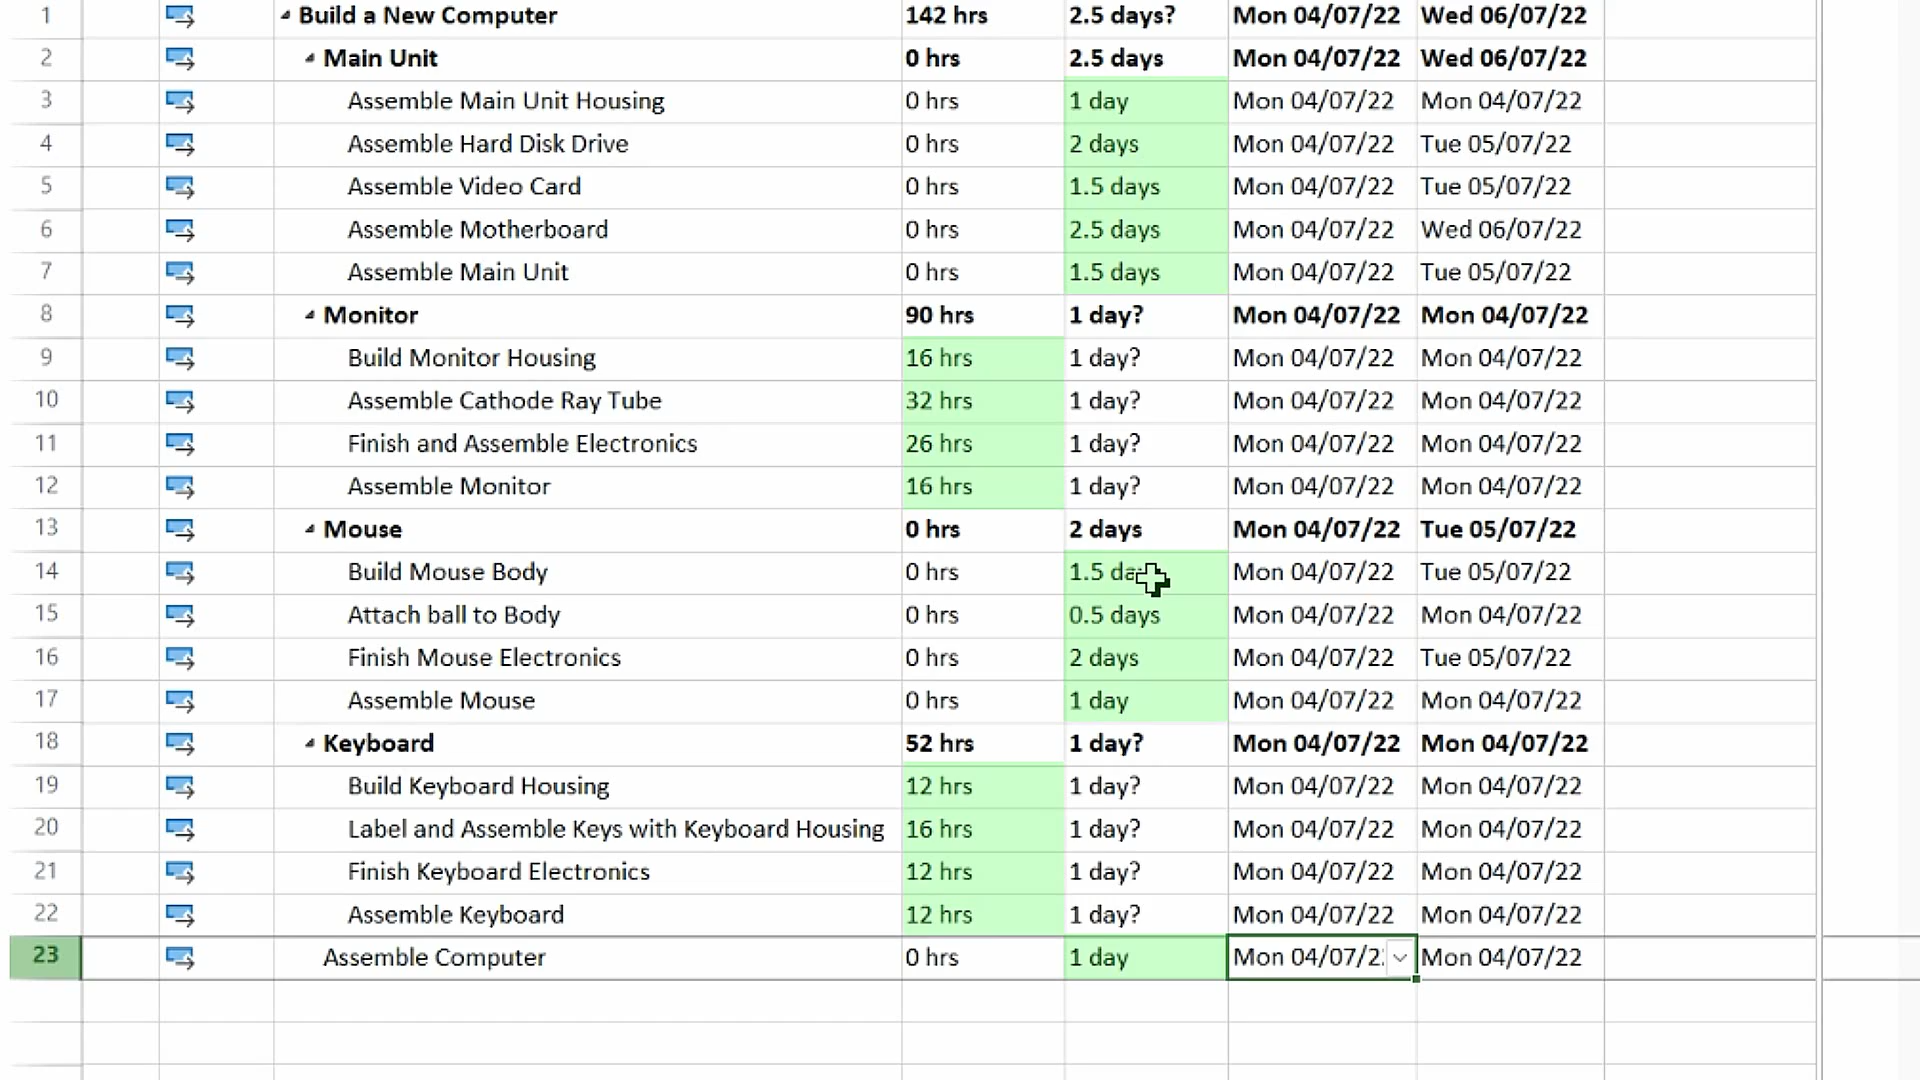 1 Build a New Computer 142 hrs 2.5 days? Mon 04/07/22 Wed 06/07/22
2 Main Unit 0 hrs 2.5 days Mon 04/07/22 Wed 06/07/22
3 Assemble Main Unit Housing 0 hrs 1 day Mon 04/07/22 Mon 04/07/22
4 Assemble Hard Disk Drive 0 hrs 2 days Mon 04/07/22 Tue 05/07/22
5 Assemble Video Card 0 hrs 1.5 days Mon 04/07/22 Tue 05/07/22
6 Assemble Motherboard 0 hrs 2.5 days Mon 04/07/22 Wed 06/07/22
7 Assemble Main Unit 0 hrs 1.5 days Mon 04/07/22 Tue 05/07/22
8 Monitor 90 hrs 1 day? Mon 04/07/22 Mon 04/07/22
9 Build Monitor Housing 16 hrs 1 day? Mon 04/07/22 Mon 04/07/22
10 Assemble Cathode Ray Tube 32 hrs 1 day? Mon 04/07/22 Mon 04/07/22
11 Finish and Assemble Electronics 26 hrs 1 day? Mon 04/07/22 Mon 04/07/22
12 Assemble Monitor 16 hrs 1 day? Mon 04/07/22 Mon 04/07/22
13 Mouse 0 hrs 2 days Mon 04/07/22 Tue 05/07/22
14 Build Mouse Body 0 hrs 1.5 Mon 04/07/22 Tue 05/07/22
15 Attach ball to Body 0 hrs 0.5 days Mon 04/07/22 Mon 04/07/22
16 Finish Mouse Electronics 0 hrs 2 days Mon 04/07/22 Tue 05/07/22
17 Assemble Mouse 0 hrs 1 day Mon 04/07/22 Mon 04/07/22
18 Keyboard 52 hrs 1 day? Mon 04/07/22 Mon 04/07/22
19 Build Keyboard Housing 12 hrs 1 day? Mon 04/07/22 Mon 04/07/22
20 Label and Assemble Keys with Keyboard Housing 16 hrs 1 day? Mon 04/07/22 Mon 04/07/22
21 Finish Keyboard Electronics 12 hrs 1 day? Mon 04/07/22 Mon 04/07/22
22 Assemble Keyboard 12 hrs 1 day? Mon 04/07/22 Mon 04/07/22
23 Assemble Computer 0 hrs 1 day Mon 04/07/2 Mon 04/07/22